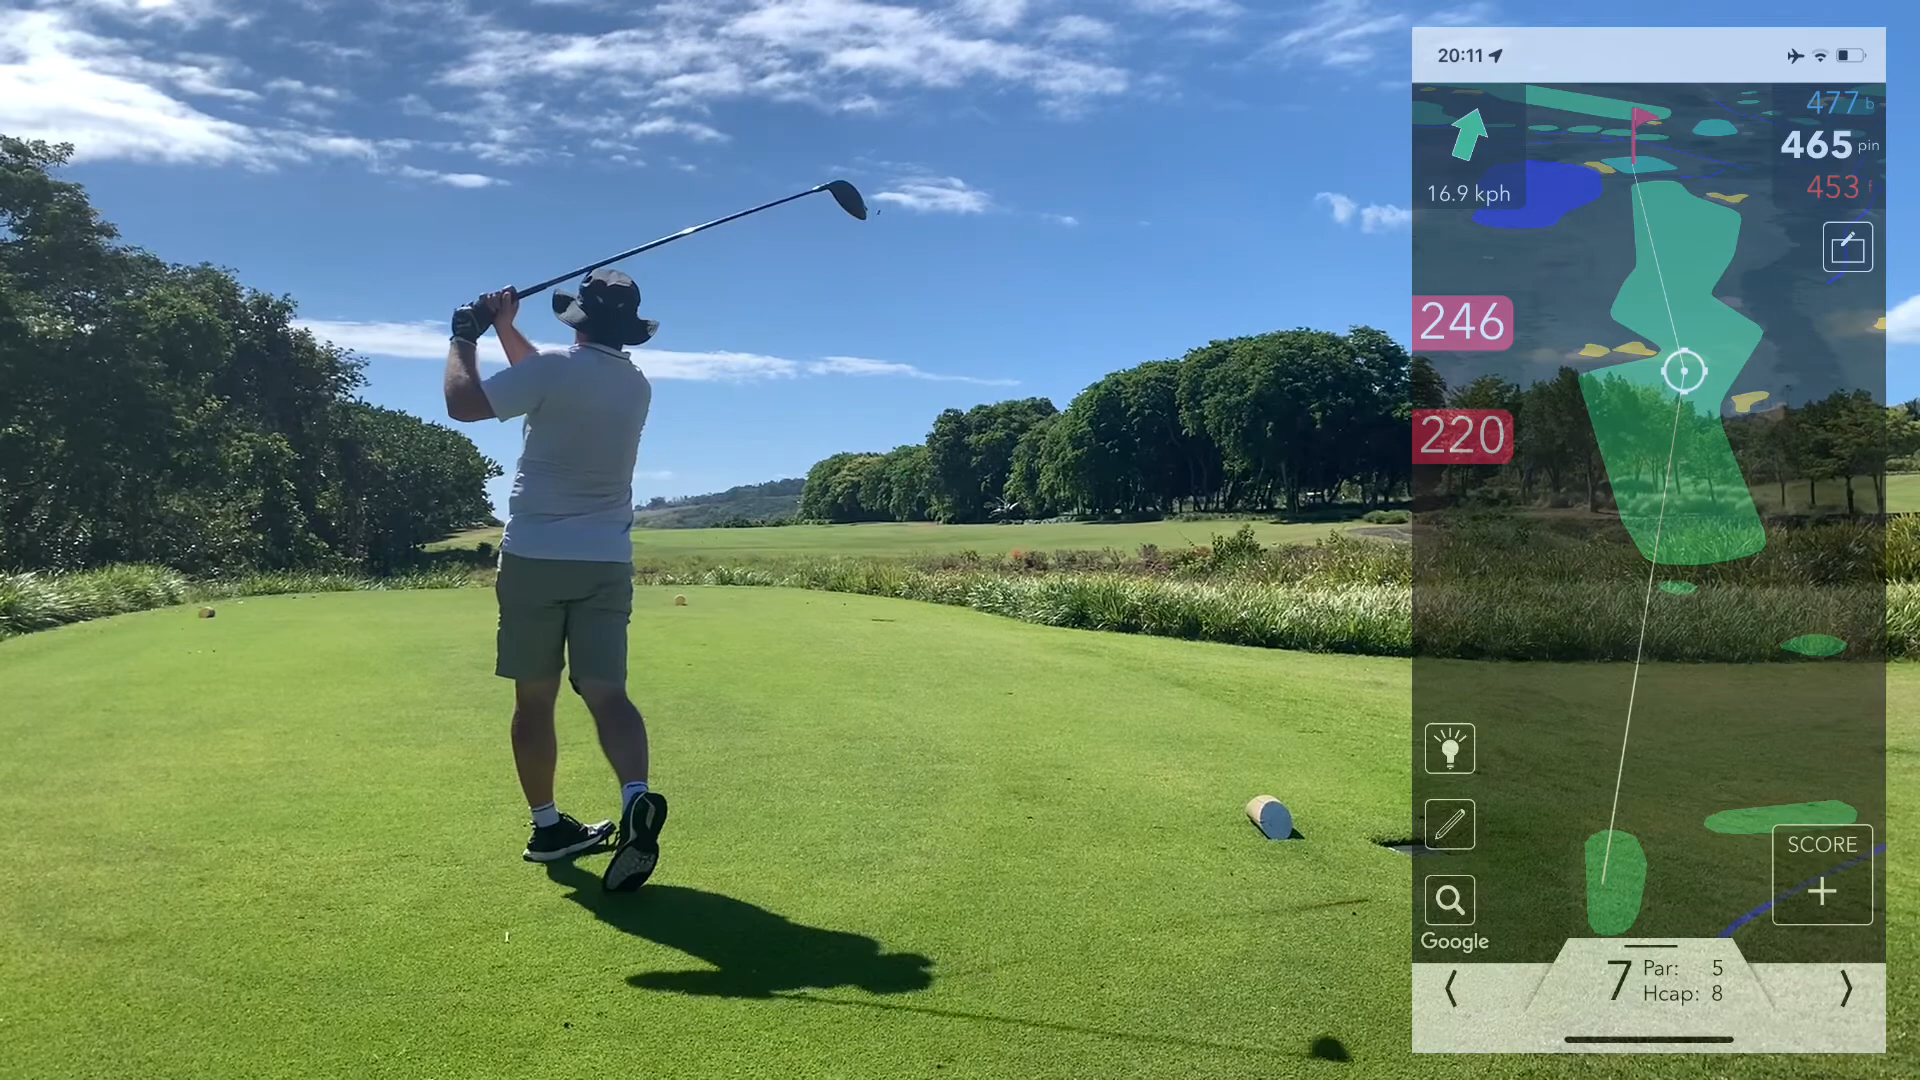 20:11
16.9 kph
477 b
465 pin
453 f
246
220
SCORE
+
Google
7
Par: 5
Hcap: 8